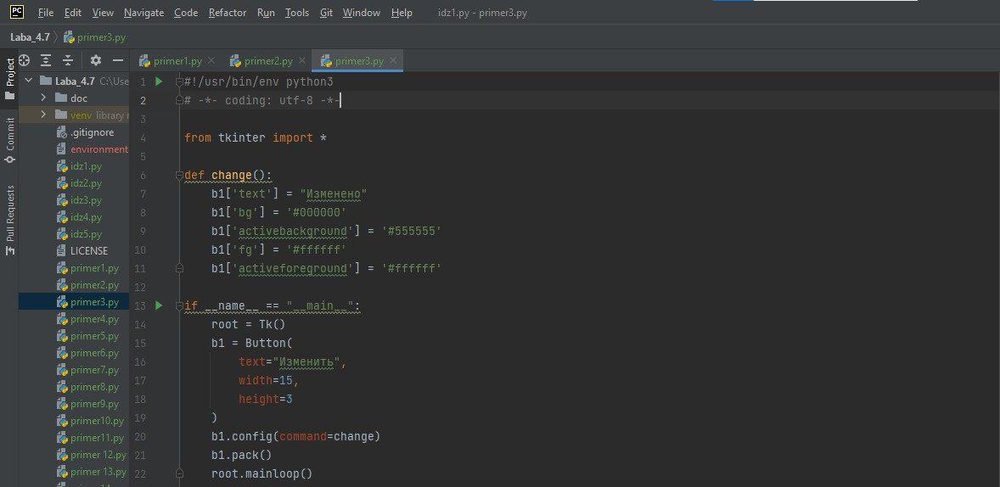 PC File Edit View Navigate Code Refactor Run Tools Git Window Help idz1.py - primer3.py
Laba_4.7 primer3.py
primer1.py primer2.py primer3.py
Project
Commit
Pull Requests
Laba_4.7 C:\Use
doc
venv library r
.gitignore
environment
idz1.py
idz2.py
idz3.py
idz4.py
idz5.py
LICENSE
primer1.py
primer2.py
primer3.py
primer4.py
primer5.py
primer6.py
primer7.py
primer8.py
primer9.py
primer10.py
primer11.py
primer 12.py
primer 13.py
1 #!/usr/bin/env python3
2 # -*- coding: utf-8 -*-
3
4 from tkinter import *
5
6 def change():
7 b1['text'] = "Изменено"
8 b1['bg'] = '#000000'
9 b1['activebackground'] = '#555555'
10 b1['fg'] = '#ffffff'
11 b1['activeforeground'] = '#ffffff'
12
13 if __name__ == "__main__":
14 root = Tk()
15 b1 = Button(
16 text="Изменить",
17 width=15,
18 height=3
19 )
20 b1.config(command=change)
21 b1.pack()
22 root.mainloop()